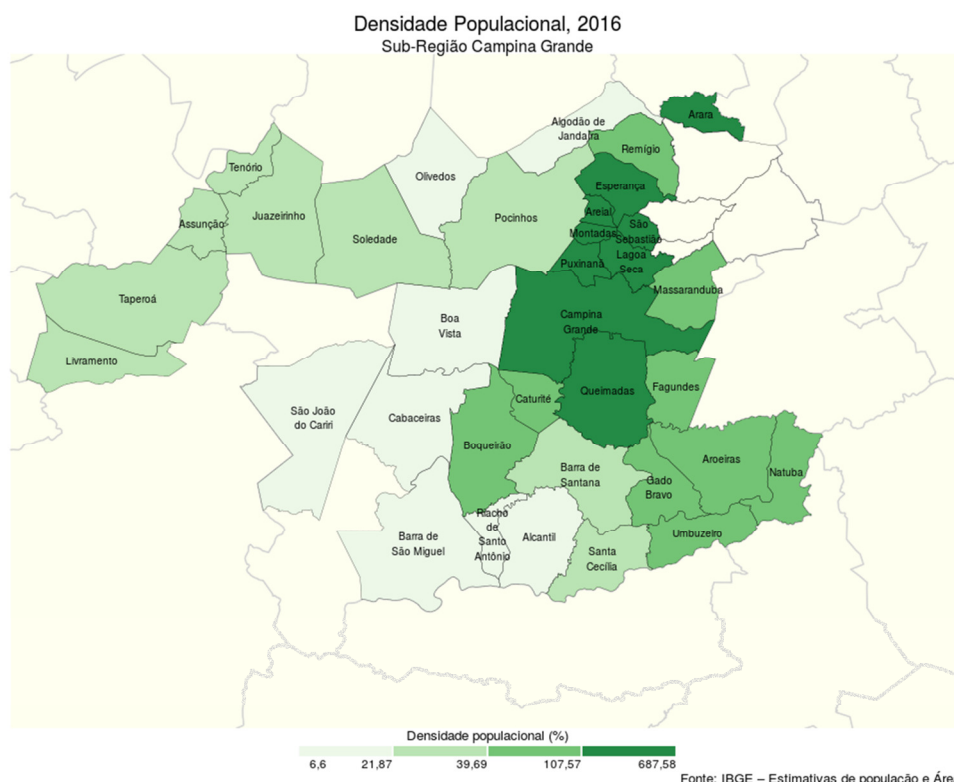 Densidade Populacional, 2016
Sub-Região Campina Grande
Arara
Algodão de
Jandaíra
Remígio
Tenório
Olivedos
Esperança
Juazeirinho
Assunção
Pocinhos
Areial
São
Sebastião
Montadas
Soledade
Lagoa
Seca
Puxinanã
Massaranduba
Taperoá
Campina
Grande
Boa
Vista
Livramento
Fagundes
Queimadas
Caturité
São João
do Cariri
Cabaceiras
Boqueirão
Aroeiras
Natuba
Barra de
Santana
Gado
Bravo
Riacho
de
Santo
Antônio
Barra de
São Miguel
Alcantil
Umbuzeiro
Santa
Cecília
Densidade populacional (%)
6,6 21,87 39,69 107,57 687,58
Fonte: IBGE – Estimativas de população e Áre